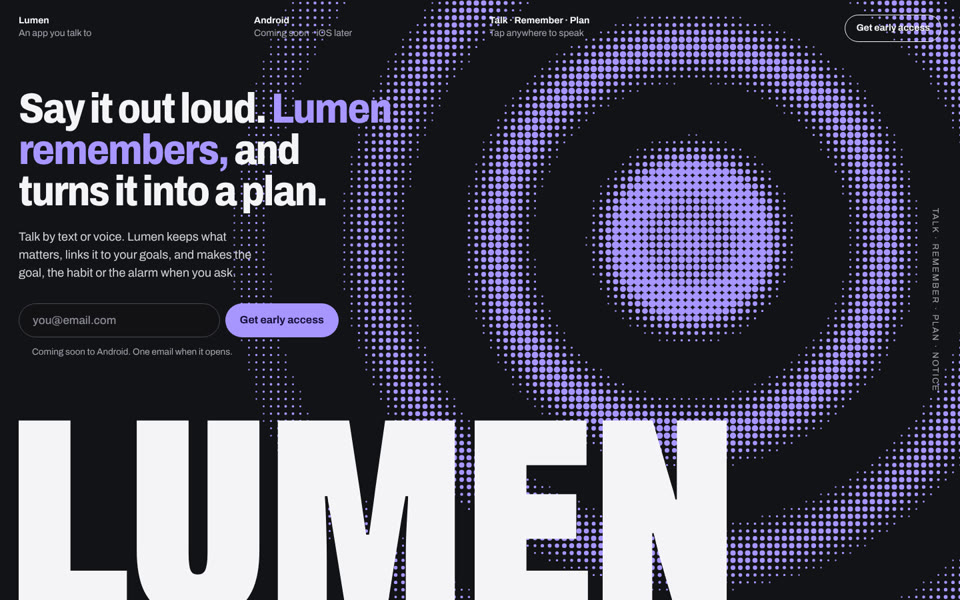 Lumen
An app you talk to
Android
Coming soon · iOS later
Talk · Remember · Plan
Tap anywhere to speak
Get early access
Say it out loud. Lumen
remembers, and
turns it into a plan.
Talk by text or voice. Lumen keeps what
matters, links it to your goals, and makes the
goal, the habit or the alarm when you ask.
you@email.com
Get early access
Coming soon to Android. One email when it opens.
TALK · REMEMBER · PLAN · NOTICE
LUMEN